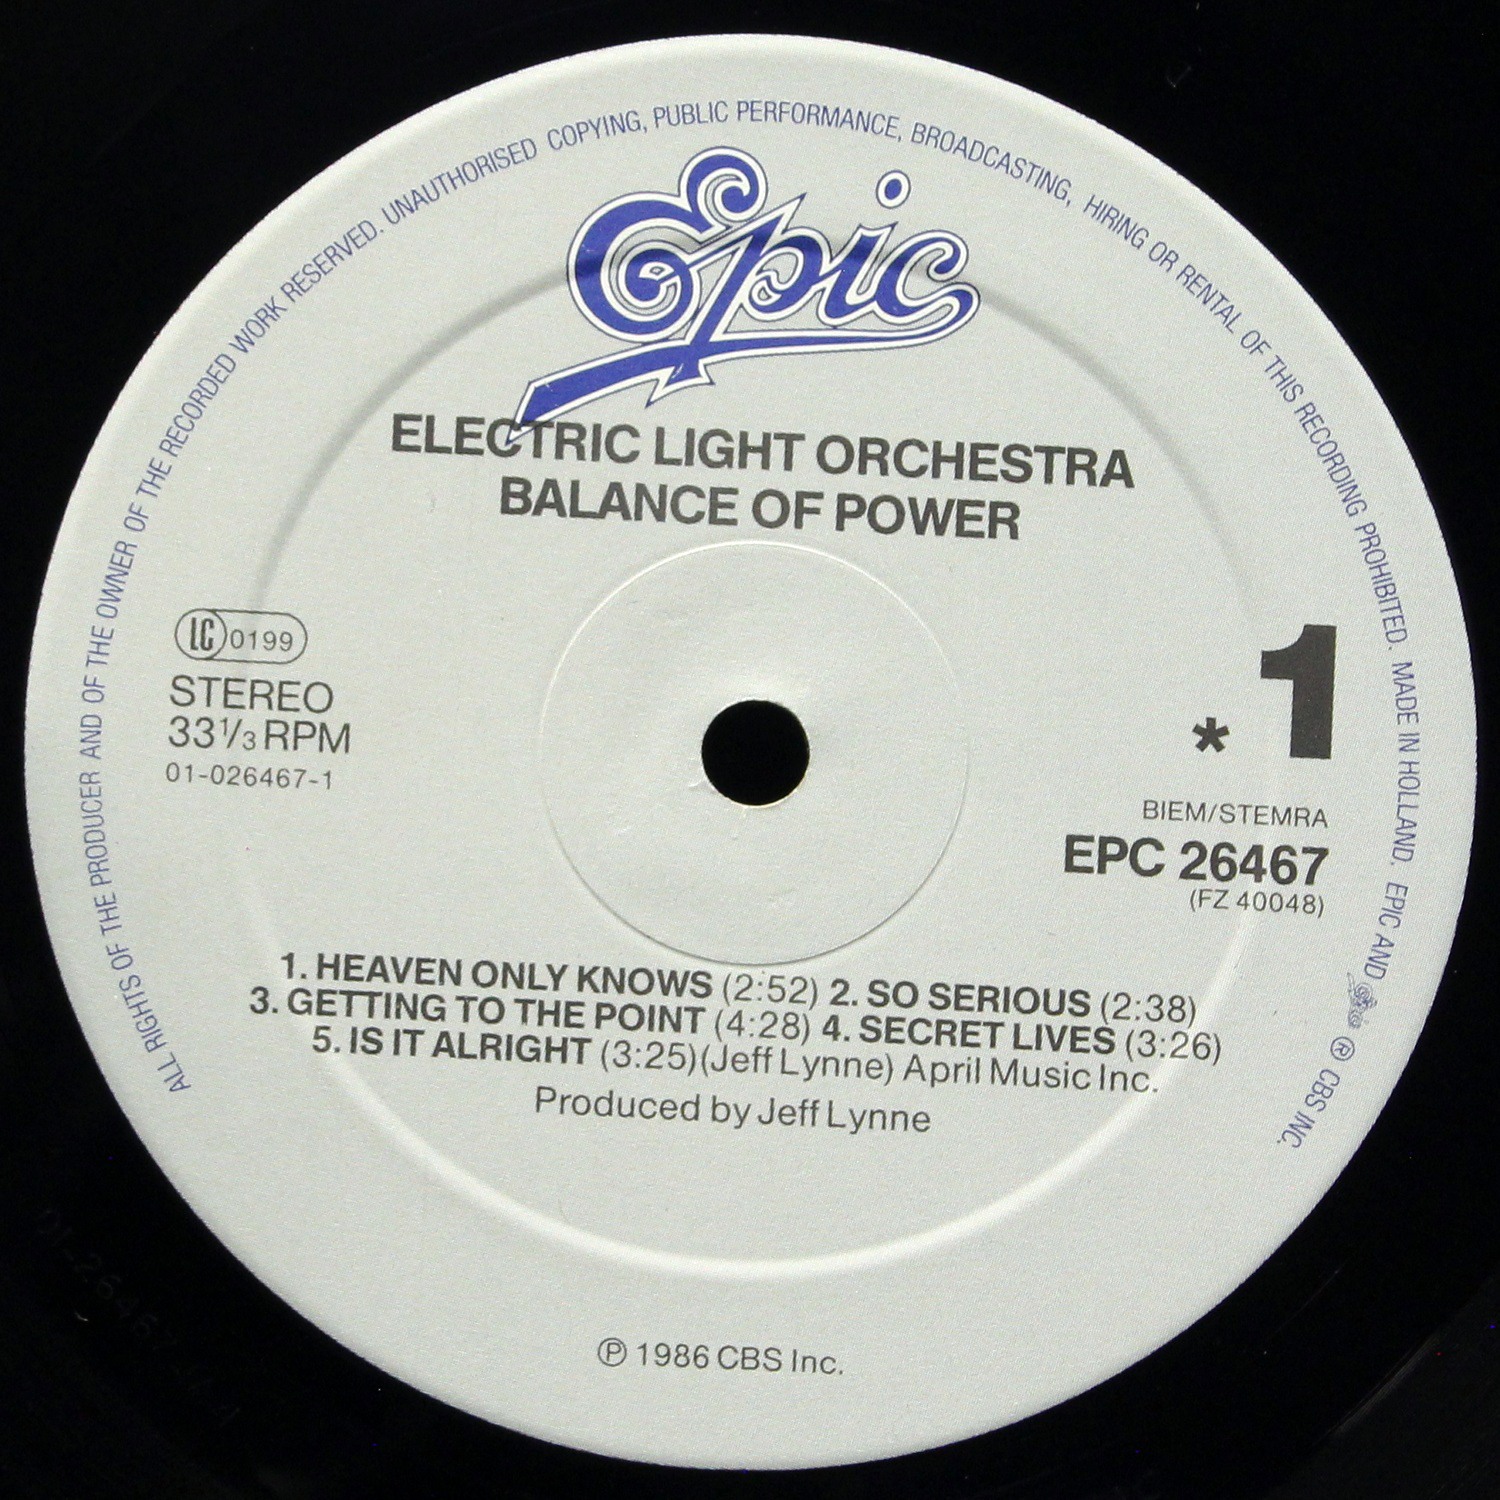 ALL RIGHTS OF THE PRODUCER AND OF THE OWNER OF THE RECORDED WORK RESERVED. UNAUTHORISED COPYING, PUBLIC PERFORMANCE, BROADCASTING, HIRING OR RENTAL OF THIS RECORDING PROHIBITED. MADE IN HOLLAND. EPIC AND Epic ® CBS INC.
Epic
ELECTRIC LIGHT ORCHESTRA
BALANCE OF POWER
LC 0199
STEREO
33⅓ RPM
01-026467-1
* 1
BIEM/STEMRA
EPC 26467
(FZ 40048)
1. HEAVEN ONLY KNOWS (2:52) 2. SO SERIOUS (2:38)
3. GETTING TO THE POINT (4:28) 4. SECRET LIVES (3:26)
5. IS IT ALRIGHT (3:25)(Jeff Lynne) April Music Inc.
Produced by Jeff Lynne
℗ 1986 CBS Inc.